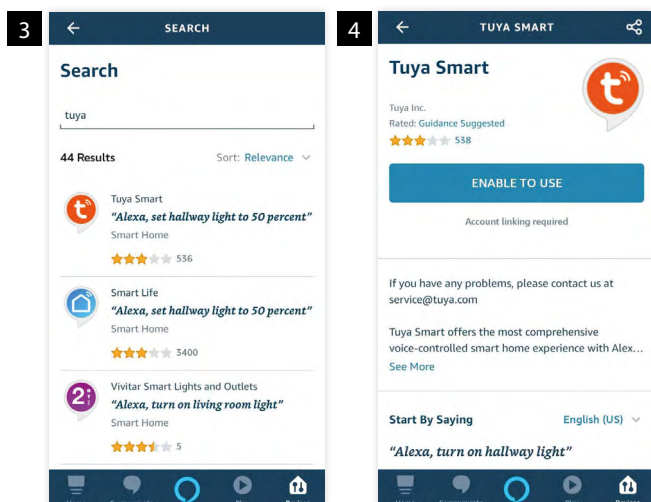 3
SEARCH
Search
tuya
44 Results Sort: Relevance
Tuya Smart
"Alexa, set hallway light to 50 percent"
Smart Home
536
Smart Life
"Alexa, set hallway light to 50 percent"
Smart Home
3400
Vivitar Smart Lights and Outlets
"Alexa, turn on living room light"
Smart Home
5
4
TUYA SMART
Tuya Smart
Tuya Inc.
Rated: Guidance Suggested
538
ENABLE TO USE
Account linking required
If you have any problems, please contact us at
service@tuya.com
Tuya Smart offers the most comprehensive
voice-controlled smart home experience with Alex...
See More
Start By Saying English (US)
"Alexa, turn on hallway light"